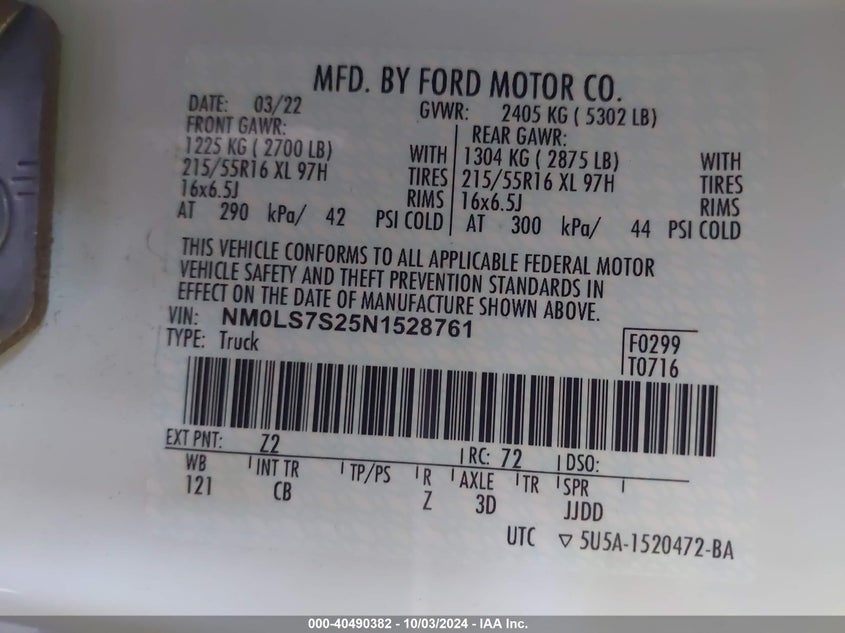 MFD. BY FORD MOTOR CO.
DATE: 03/22 GVWR: 2405 KG ( 5302 LB)
FRONT GAWR: REAR GAWR:
1225 KG ( 2700 LB) WITH 1304 KG ( 2875 LB) WITH
215/55R16 XL 97H TIRES 215/55R16 XL 97H TIRES
16x6.5J RIMS 16x6.5J RIMS
AT 290 kPa/ 42 PSI COLD AT 300 kPa/ 44 PSI COLD
THIS VEHICLE CONFORMS TO ALL APPLICABLE FEDERAL MOTOR
VEHICLE SAFETY AND THEFT PREVENTION STANDARDS IN
EFFECT ON THE DATE OF MANUFACTURE SHOWN ABOVE.
VIN: NM0LS7S25N1528761
TYPE: Truck F0299
T0716
EXT PNT: Z2 RC: 72 DSO:
WB INT TR TP/PS R AXLE TR SPR
121 CB Z 3D JJDD
UTC ▽ 5U5A-1520472-BA
000-40490382 - 10/03/2024 - IAA Inc.